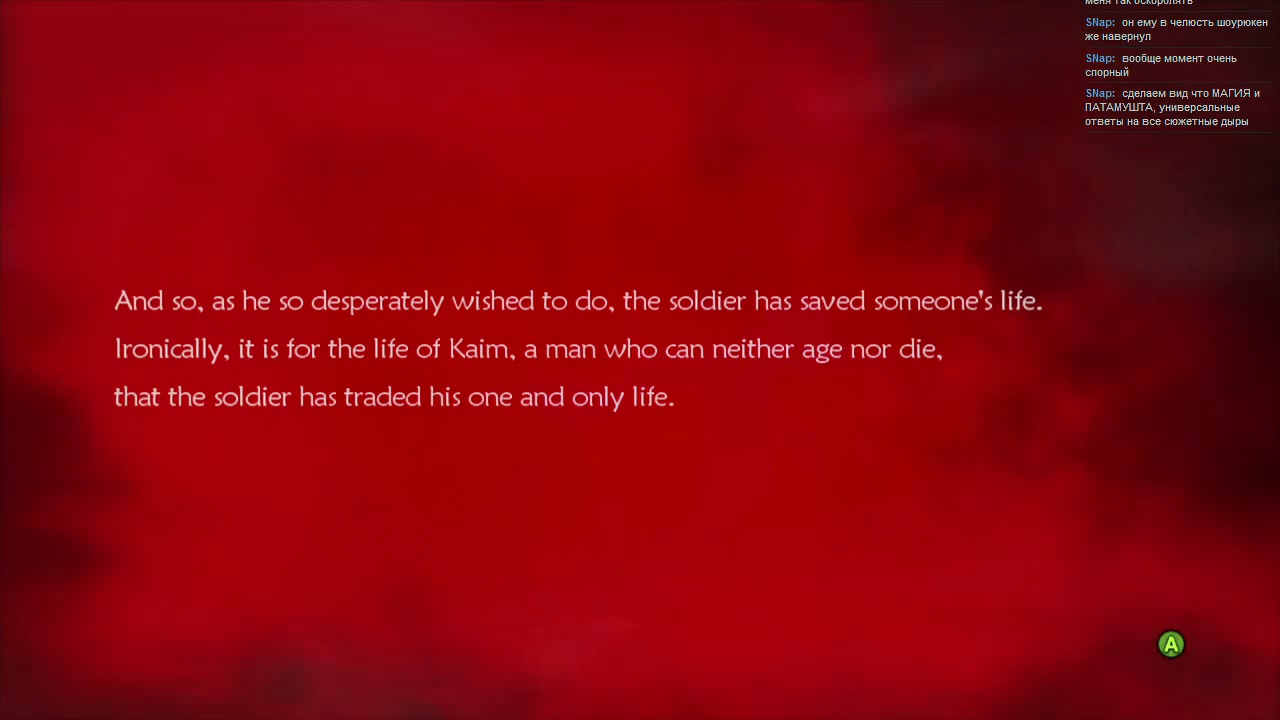 And so, as he so desperately wished to do, the soldier has saved someone's life.
Ironically, it is for the life of Kaim, a man who can neither age nor die,
that the soldier has traded his one and only life.
меня так оскорблять
SNap: он ему в челюсть шоурюкен
же навернул
SNap: вообще момент очень
спорный
SNap: сделаем вид что МАГИЯ и
ПАТАМУШТА, универсальные
ответы на все сюжетные дыры
A